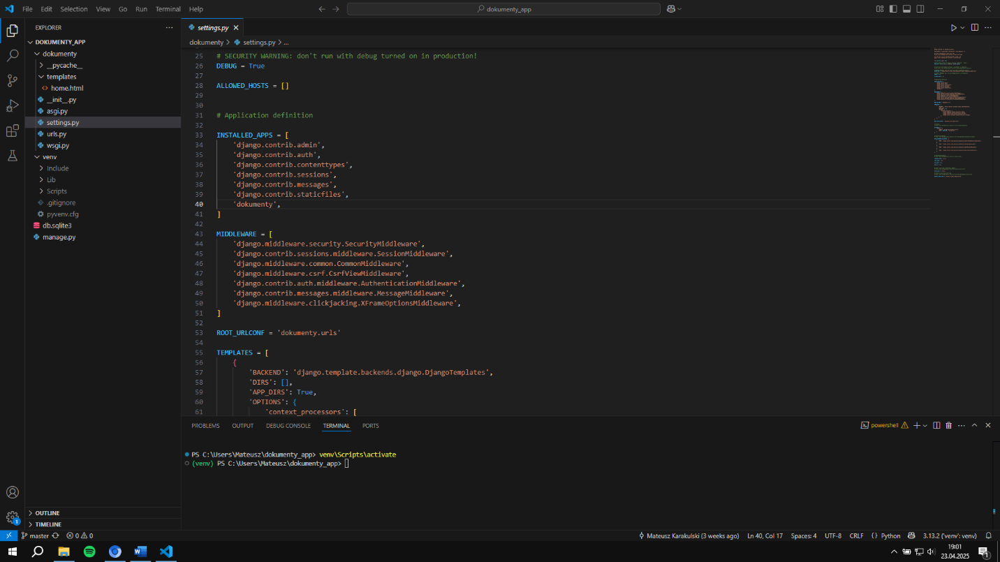 File Edit Selection View Go Run Terminal Help
dokumenty_app
EXPLORER
DOKUMENTY_APP
dokumenty
__pycache__
templates
home.html
__init__.py
asgi.py
settings.py
urls.py
wsgi.py
venv
Include
Lib
Scripts
.gitignore
pyvenv.cfg
db.sqlite3
manage.py
OUTLINE
TIMELINE
settings.py
dokumenty > settings.py > ...
25 # SECURITY WARNING: don't run with debug turned on in production!
26 DEBUG = True
27
28 ALLOWED_HOSTS = []
29
30
31 # Application definition
32
33 INSTALLED_APPS = [
34 'django.contrib.admin',
35 'django.contrib.auth',
36 'django.contrib.contenttypes',
37 'django.contrib.sessions',
38 'django.contrib.messages',
39 'django.contrib.staticfiles',
40 'dokumenty',
41 ]
42
43 MIDDLEWARE = [
44 'django.middleware.security.SecurityMiddleware',
45 'django.contrib.sessions.middleware.SessionMiddleware',
46 'django.middleware.common.CommonMiddleware',
47 'django.middleware.csrf.CsrfViewMiddleware',
48 'django.contrib.auth.middleware.AuthenticationMiddleware',
49 'django.contrib.messages.middleware.MessageMiddleware',
50 'django.middleware.clickjacking.XFrameOptionsMiddleware',
51 ]
52
53 ROOT_URLCONF = 'dokumenty.urls'
54
55 TEMPLATES = [
56 {
57 'BACKEND': 'django.template.backends.django.DjangoTemplates',
58 'DIRS': [],
59 'APP_DIRS': True,
60 'OPTIONS': {
61 'context_processors': [
PROBLEMS OUTPUT DEBUG CONSOLE TERMINAL PORTS
powershell
PS C:\Users\Mateusz\dokumenty_app> venv\Scripts\activate
(venv) PS C:\Users\Mateusz\dokumenty_app>
1
master 0 0
Mateusz Karakulski (3 weeks ago) Ln 40, Col 17 Spaces: 4 UTF-8 CRLF {} Python 3.13.2 ('venv': venv)
19:01
23.04.2025
1